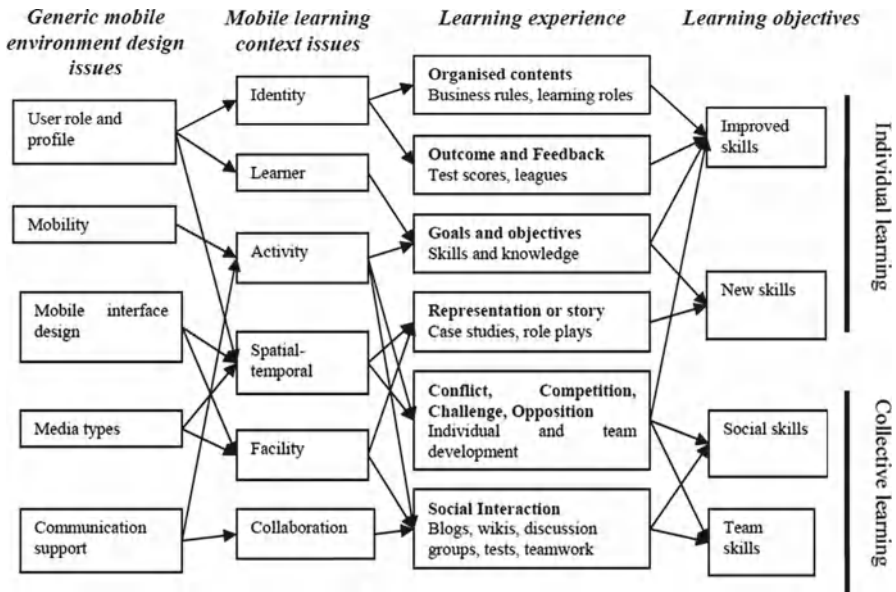 Generic mobile
environment design
issues
User role and
profile
Mobility
Mobile interface
design
Media types
Communication
support
Mobile learning
context issues
Identity
Learner
Activity
Spatial-
temporal
Facility
Collaboration
Learning experience
Organised contents
Business rules, learning roles
Outcome and Feedback
Test scores, leagues
Goals and objectives
Skills and knowledge
Representation or story
Case studies, role plays
Conflict, Competition,
Challenge, Opposition
Individual and team
development
Social Interaction
Blogs, wikis, discussion
groups, tests, teamwork
Learning objectives
Improved
skills
New skills
Social skills
Team
skills
Individual learning
Collective learning